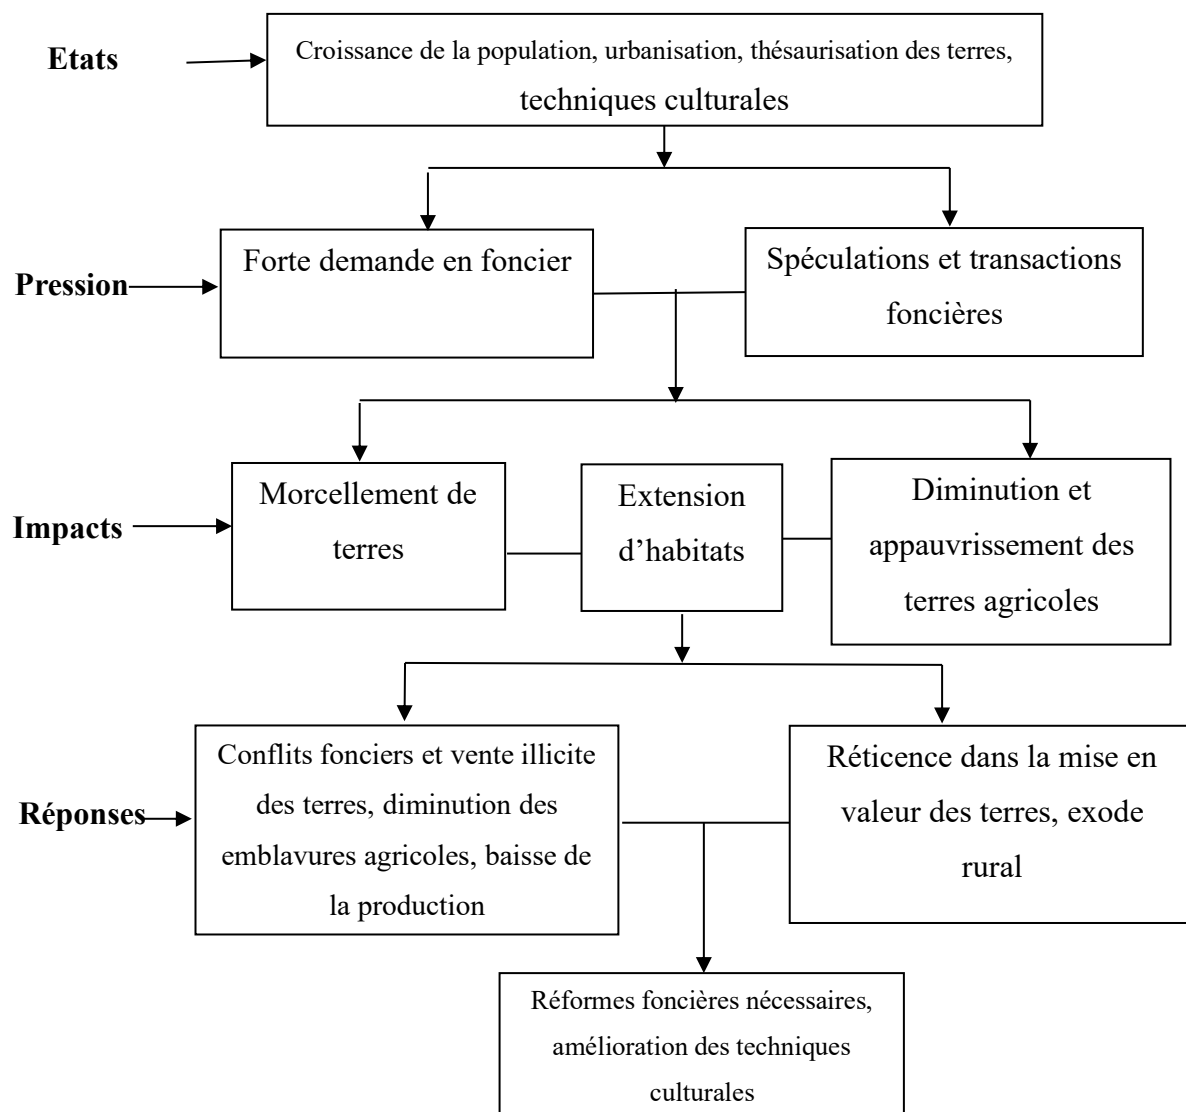 Etats
Croissance de la population, urbanisation, thésaurisation des terres,
techniques culturales
Pression
Forte demande en foncier
Spéculations et transactions
foncières
Impacts
Morcellement de
terres
Extension
d’habitats
Diminution et
appauvrissement des
terres agricoles
Réponses
Conflits fonciers et vente illicite
des terres, diminution des
emblavures agricoles, baisse de
la production
Réticence dans la mise en
valeur des terres, exode
rural
Réformes foncières nécessaires,
amélioration des techniques
culturales